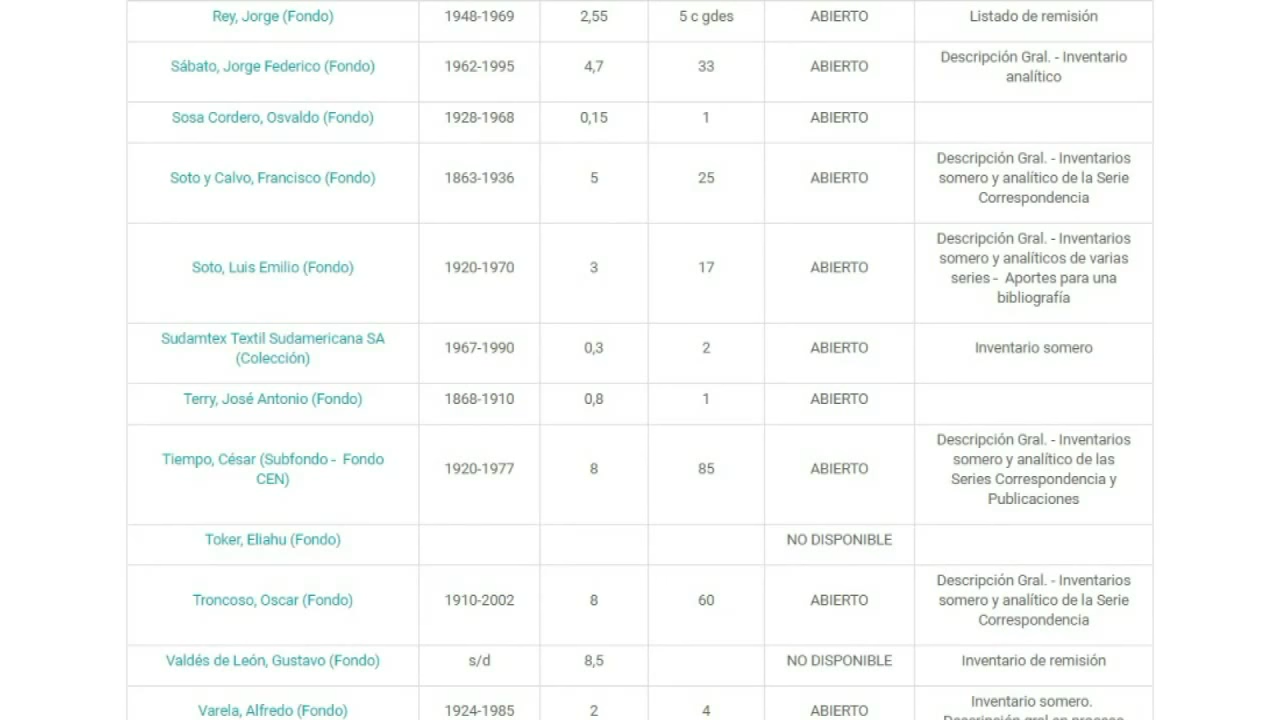 Rey, Jorge (Fondo) 1948-1969 2,55 5 c gdes ABIERTO Listado de remisión
Sábato, Jorge Federico (Fondo) 1962-1995 4,7 33 ABIERTO Descripción Gral. - Inventario
analítico
Sosa Cordero, Osvaldo (Fondo) 1928-1968 0,15 1 ABIERTO
Soto y Calvo, Francisco (Fondo) 1863-1936 5 25 ABIERTO Descripción Gral. - Inventarios
somero y analítico de la Serie
Correspondencia
Soto, Luis Emilio (Fondo) 1920-1970 3 17 ABIERTO Descripción Gral. - Inventarios
somero y analíticos de varias
series - Aportes para una
bibliografía
Sudamtex Textil Sudamericana SA
(Colección) 1967-1990 0,3 2 ABIERTO Inventario somero
Terry, José Antonio (Fondo) 1868-1910 0,8 1 ABIERTO
Tiempo, César (Subfondo - Fondo
CEN) 1920-1977 8 85 ABIERTO Descripción Gral. - Inventarios
somero y analítico de las
Series Correspondencia y
Publicaciones
Toker, Eliahu (Fondo) NO DISPONIBLE
Troncoso, Oscar (Fondo) 1910-2002 8 60 ABIERTO Descripción Gral. - Inventarios
somero y analítico de la Serie
Correspondencia
Valdés de León, Gustavo (Fondo) s/d 8,5 NO DISPONIBLE Inventario de remisión
Varela, Alfredo (Fondo) 1924-1985 2 4 ABIERTO Inventario somero.